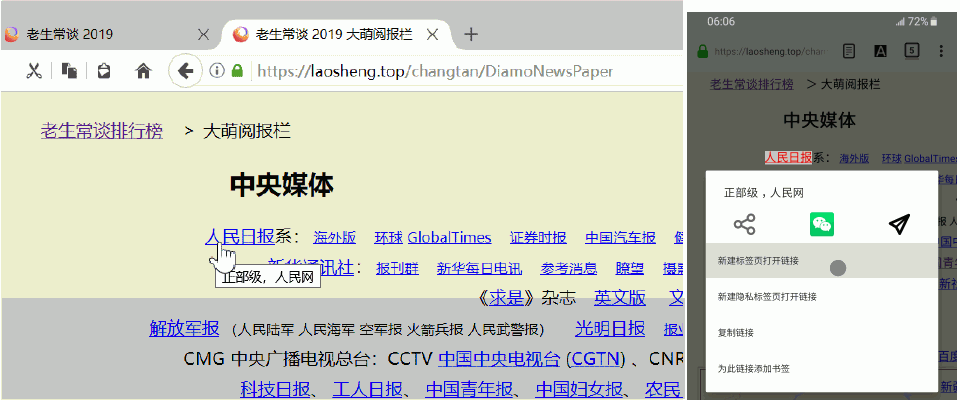 老生常谈 2019
老生常谈 2019 大萌阅报栏
https://laosheng.top/changtan/DiamoNewsPaper
老生常谈排行榜 > 大萌阅报栏
中央媒体
人民日报系： 海外版 环球 GlobalTimes 证券时报 中国汽车报
新华通讯社： 报刊群 新华每日电讯 参考消息 瞭望
正部级，人民网
《求是》杂志 英文版
解放军报 （人民陆军 人民海军 空军报 火箭兵报 人民武警报） 光明日报
CMG 中央广播电视总台：CCTV 中国中央电视台 (CGTN) 、CNR
科技日报、 工人日报、 中国青年报、 中国妇女报、 农民
06:06 72%
https://laosheng.top/chan 5
老生常谈排行榜 > 大萌阅报栏
中央媒体
人民日报系： 海外版 环球 GlobalTimes
正部级，人民网
新建标签页打开链接
新建隐私标签页打开链接
复制链接
为此链接添加书签